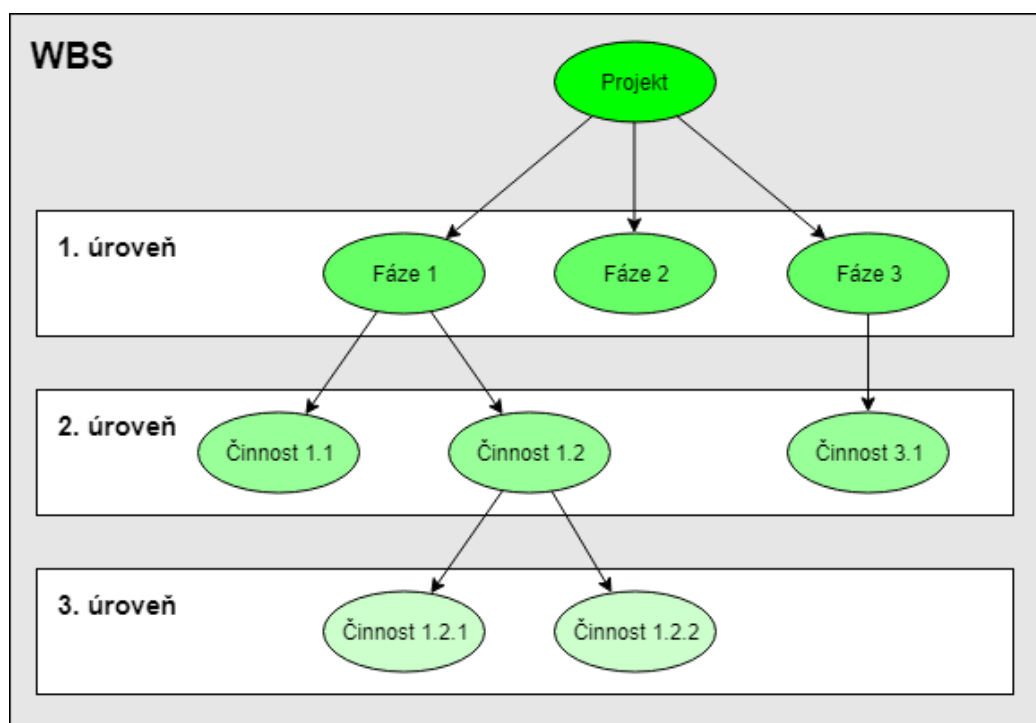 WBS
Projekt
1. úroveň
Fáze 1
Fáze 2
Fáze 3
2. úroveň
Činnost 1.1
Činnost 1.2
Činnost 3.1
3. úroveň
Činnost 1.2.1
Činnost 1.2.2